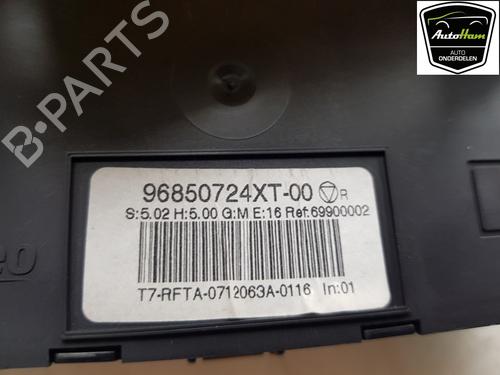 AutoHam
AUTO
ONDERDELEN
B-PARTS
96850724XT-00 R
S:5.02 H:5.00 G:M E:16 Ref:69900002
T7-RFTA-0712063A-0116 In:01